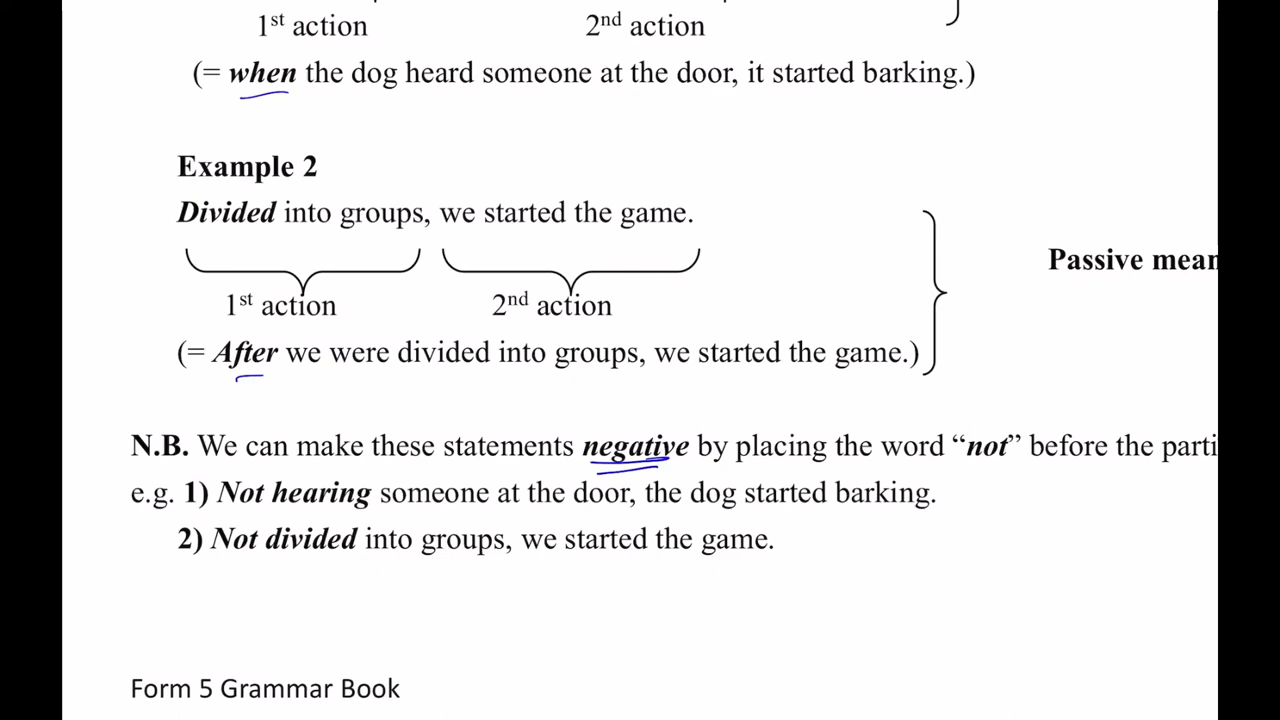 1st action 2nd action
(= when the dog heard someone at the door, it started barking.)
Example 2
Divided into groups, we started the game.
1st action 2nd action
(= After we were divided into groups, we started the game.)
Passive
N.B. We can make these statements negative by placing the word “not” before the
e.g. 1) Not hearing someone at the door, the dog started barking.
2) Not divided into groups, we started the game.
Form 5 Grammar Book